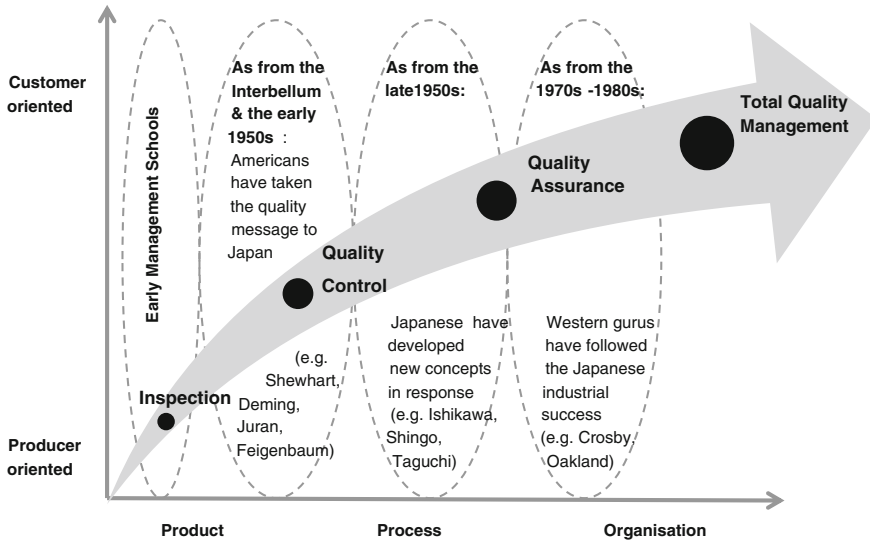 Customer
oriented
Producer
oriented
Early Management Schools
Inspection
As from the
Interbellum
& the early
1950s :
Americans
have taken
the quality
message to
Japan
Quality
Control
(e.g.
Shewhart,
Deming,
Juran,
Feigenbaum)
As from the
late1950s:
Quality
Assurance
Japanese have
developed
new concepts
in response
(e.g. Ishikawa,
Shingo,
Taguchi)
As from the
1970s -1980s:
Western gurus
have followed
the Japanese
industrial
success
(e.g. Crosby,
Oakland)
Total Quality
Management
Product
Process
Organisation